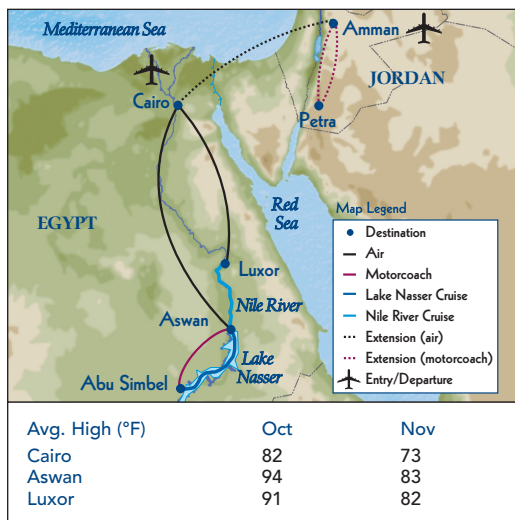 Mediterranean Sea
Amman
JORDAN
Cairo
Petra
EGYPT
Red
Sea
Luxor
Nile River
Aswan
Lake
Nasser
Abu Simbel
Map Legend
Destination
Air
Motorcoach
Lake Nasser Cruise
Nile River Cruise
Extension (air)
Extension (motorcoach)
Entry/Departure
Avg. High (°F) Oct Nov
Cairo 82 73
Aswan 94 83
Luxor 91 82